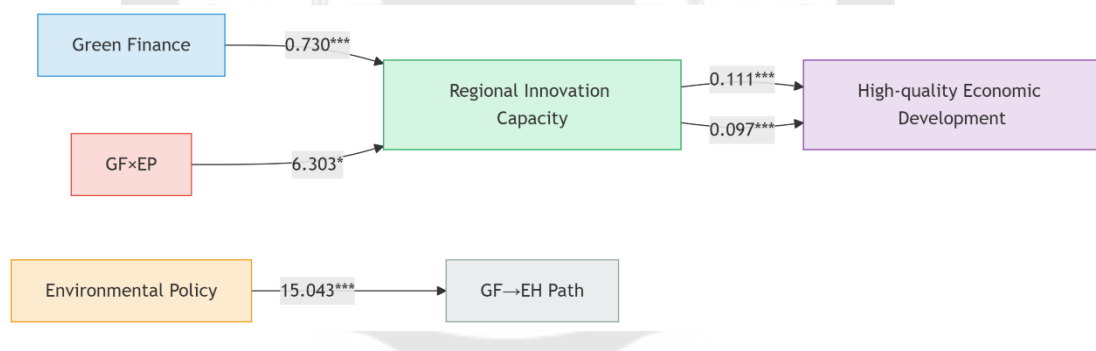 Green Finance
0.730***
Regional Innovation
Capacity
0.111***
0.097***
High-quality Economic
Development
GF×EP
6.303*
Environmental Policy
15.043***
GF→EH Path